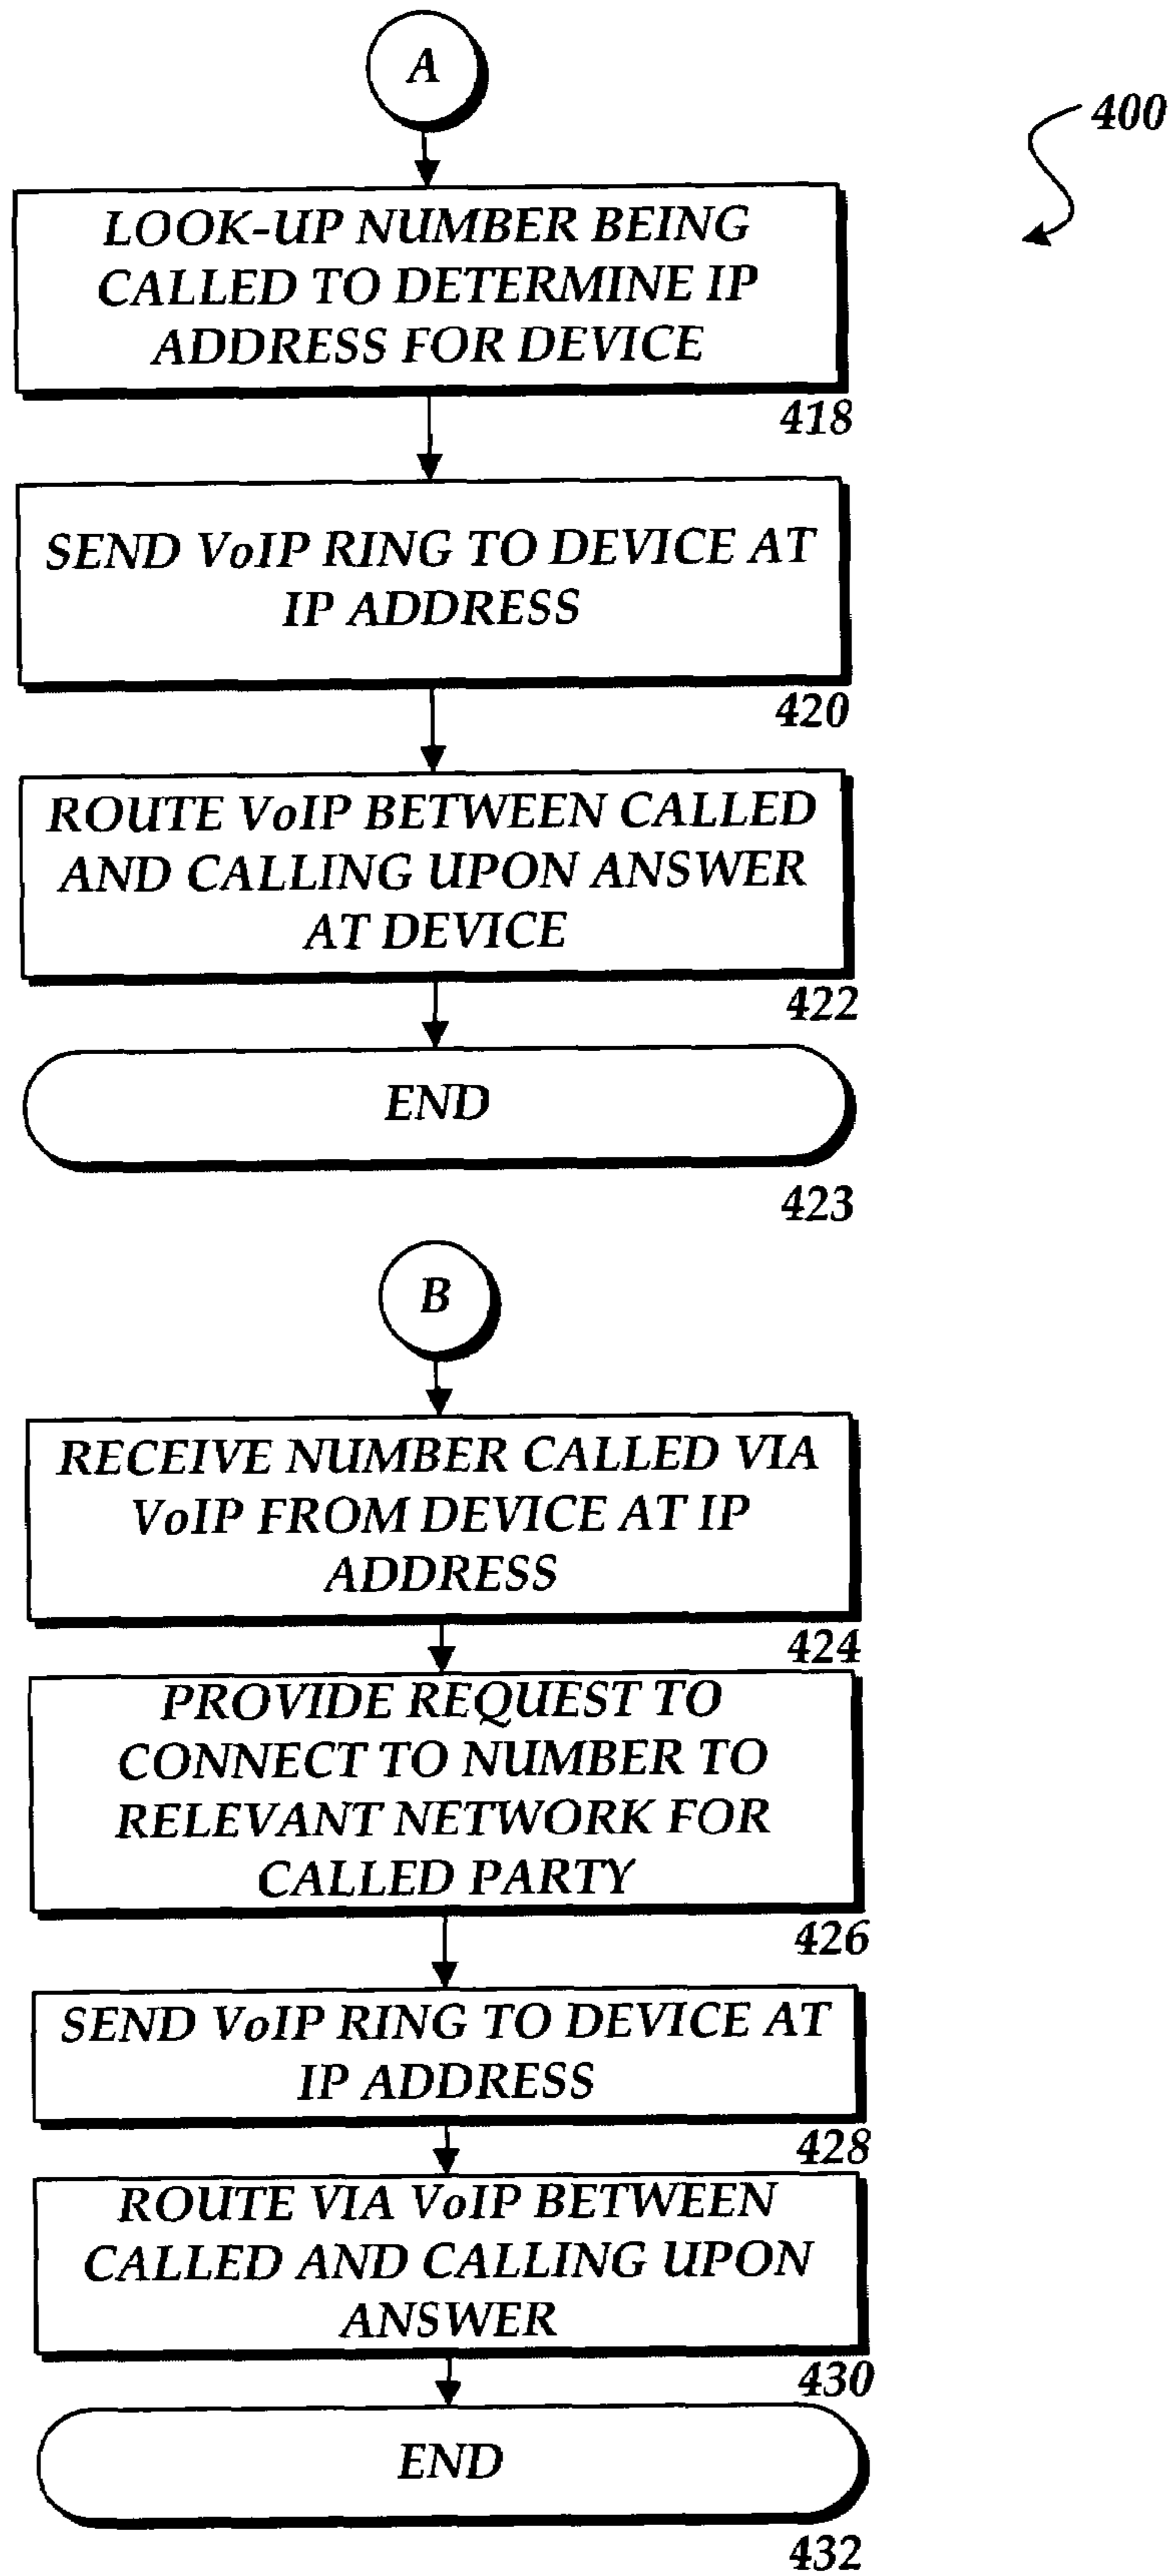 A
400
LOOK-UP NUMBER BEING
CALLED TO DETERMINE IP
ADDRESS FOR DEVICE
418
SEND VoIP RING TO DEVICE AT
IP ADDRESS
420
ROUTE VoIP BETWEEN CALLED
AND CALLING UPON ANSWER
AT DEVICE
422
END
423
B
RECEIVE NUMBER CALLED VIA
VoIP FROM DEVICE AT IP
ADDRESS
424
PROVIDE REQUEST TO
CONNECT TO NUMBER TO
RELEVANT NETWORK FOR
CALLED PARTY
426
SEND VoIP RING TO DEVICE AT
IP ADDRESS
428
ROUTE VIA VoIP BETWEEN
CALLED AND CALLING UPON
ANSWER
430
END
432